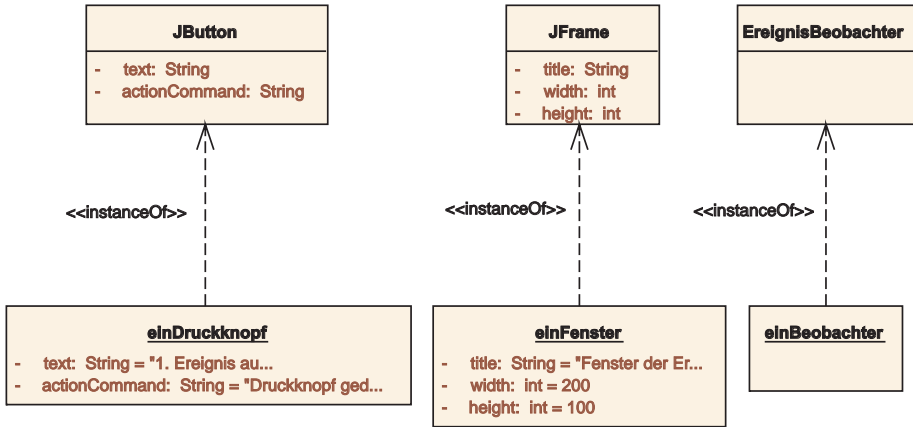 JButton
- text: String
- actionCommand: String
JFrame
- title: String
- width: int
- height: int
EreignisBeobachter
<<instanceOf>>
<<instanceOf>>
<<instanceOf>>
einDruckknopf
- text: String = "1. Ereignis au...
- actionCommand: String = "Druckknopf ged...
einFenster
- title: String = "Fenster der Er...
- width: int = 200
- height: int = 100
einBeobachter